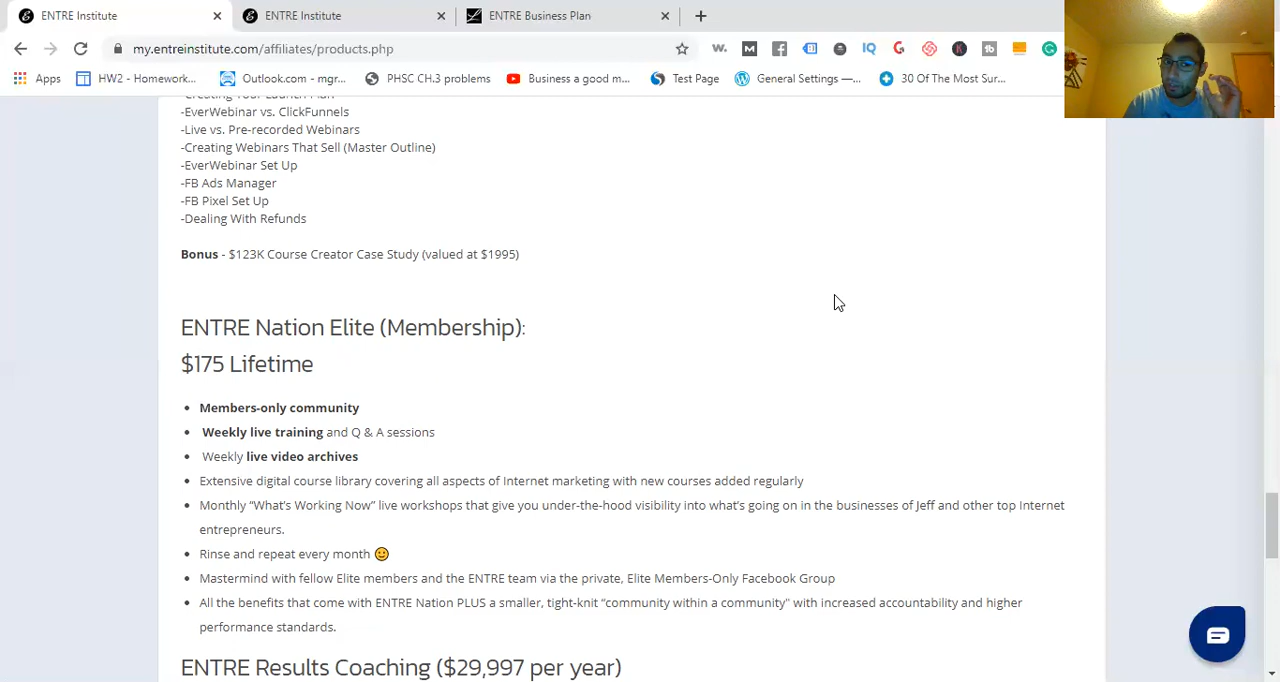 ENTRE Institute
ENTRE Institute
ENTRE Business Plan
my.entreinstitute.com/affiliates/products.php
Apps
HW2 - Homework...
Outlook.com - mgr...
PHSC CH.3 problems
Business a good m...
Test Page
General Settings —...
30 Of The Most Sur...
-EverWebinar vs. ClickFunnels
-Live vs. Pre-recorded Webinars
-Creating Webinars That Sell (Master Outline)
-EverWebinar Set Up
-FB Ads Manager
-FB Pixel Set Up
-Dealing With Refunds
Bonus - $123K Course Creator Case Study (valued at $1995)
ENTRE Nation Elite (Membership):
$175 Lifetime
Members-only community
Weekly live training and Q & A sessions
Weekly live video archives
Extensive digital course library covering all aspects of Internet marketing with new courses added regularly
Monthly “What’s Working Now” live workshops that give you under-the-hood visibility into what’s going on in the businesses of Jeff and other top Internet
entrepreneurs.
Rinse and repeat every month
Mastermind with fellow Elite members and the ENTRE team via the private, Elite Members-Only Facebook Group
All the benefits that come with ENTRE Nation PLUS a smaller, tight-knit “community within a community" with increased accountability and higher
performance standards.
ENTRE Results Coaching ($29,997 per year)